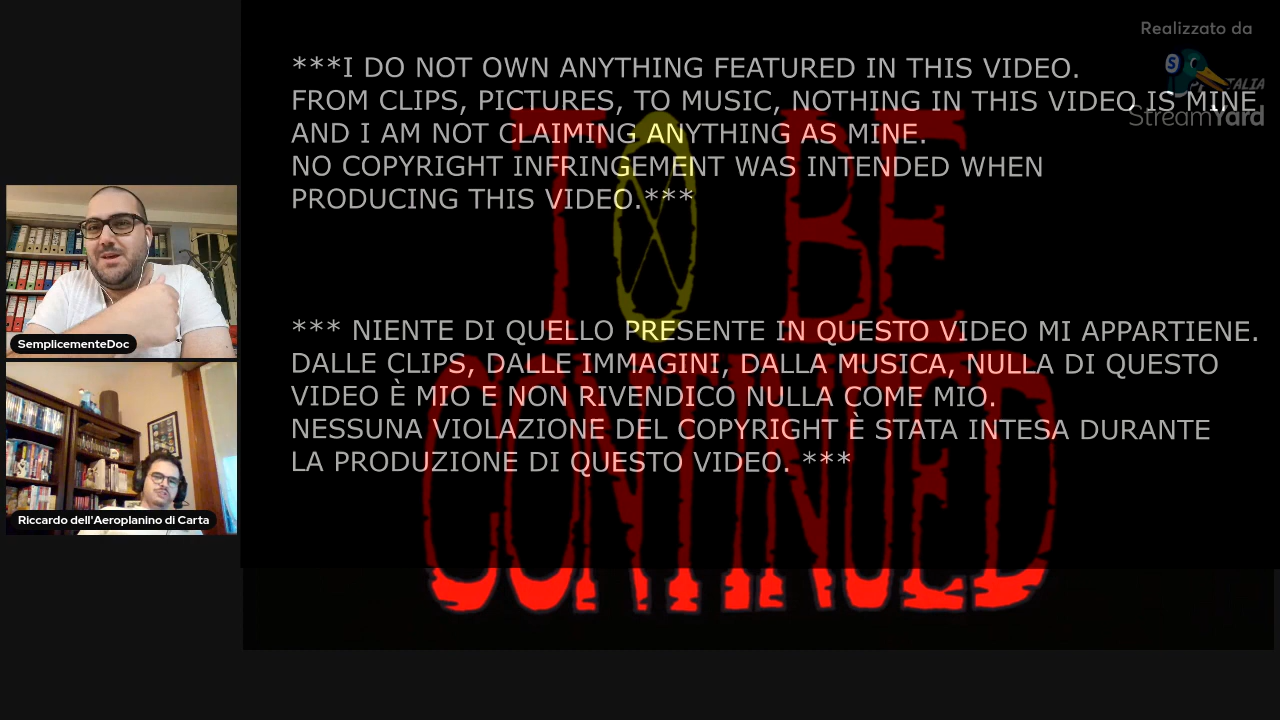 Realizzato da
S
ITALIA
StreamYard
***I DO NOT OWN ANYTHING FEATURED IN THIS VIDEO.
FROM CLIPS, PICTURES, TO MUSIC, NOTHING IN THIS VIDEO IS MINE
AND I AM NOT CLAIMING ANYTHING AS MINE.
NO COPYRIGHT INFRINGEMENT WAS INTENDED WHEN
PRODUCING THIS VIDEO.***
TO BE
*** NIENTE DI QUELLO PRESENTE IN QUESTO VIDEO MI APPARTIENE.
DALLE CLIPS, DALLE IMMAGINI, DALLA MUSICA, NULLA DI QUESTO
VIDEO È MIO E NON RIVENDICO NULLA COME MIO.
NESSUNA VIOLAZIONE DEL COPYRIGHT È STATA INTESA DURANTE
LA PRODUZIONE DI QUESTO VIDEO. ***
CONTINUED
SemplicementeDoc
Riccardo dell'Aeroplanino di Carta